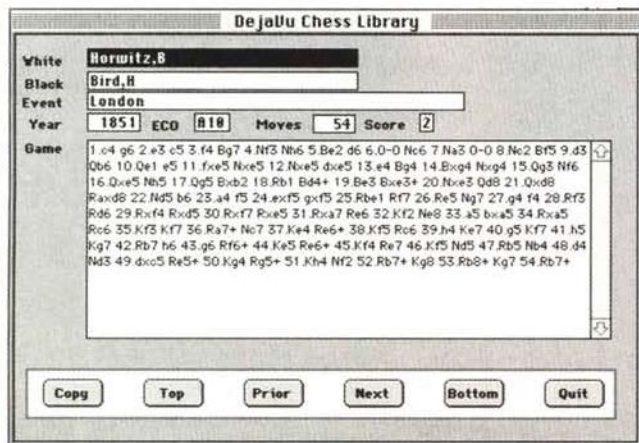 DejaVu Chess Library
White Horwitz,B
Black Bird,H
Event London
Year 1851 ECO A10 Moves 54 Score 2
Game 1.c4 g6 2.e3 c5 3.f4 Bg7 4.Nf3 Nh6 5.Be2 d6 6.0-0 Nc6 7.Na3 0-0 8.Nc2 Bf5 9.d3
Qb6 10.Qe1 e5 11.fxe5 Nxe5 12.Nxe5 dxe5 13.e4 Bg4 14.Bxg4 Nxg4 15.Qg3 Nf6
16.Qxe5 Nh5 17.Qg5 Bxb2 18.Rb1 Bd4+ 19.Be3 Bxe3+ 20.Nxe3 Qd8 21.Qxd8
Raxd8 22.Nd5 b6 23.a4 f5 24.exf5 gxf5 25.Rbe1 Rf7 26.Re5 Ng7 27.g4 f4 28.Rf3
Rd6 29.Rxf4 Rxd5 30.Rxf7 Rxe5 31.Rxa7 Re6 32.Kf2 Ne8 33.a5 bxa5 34.Rxa5
Rc6 35.Kf3 Kf7 36.Ra7+ Nc7 37.Ke4 Re6+ 38.Kf5 Rc6 39.h4 Ke7 40.g5 Kf7 41.h5
Kg7 42.Rb7 h6 43.g6 Rf6+ 44.Ke5 Re6+ 45.Kf4 Re7 46.Kf5 Nd5 47.Rb5 Nb4 48.d4
Nd3 49.dxc5 Re5+ 50.Kg4 Rg5+ 51.Kh4 Nf2 52.Rb7+ Kg8 53.Rb8+ Kg7 54.Rb7+
Copy Top Prior Next Bottom Quit